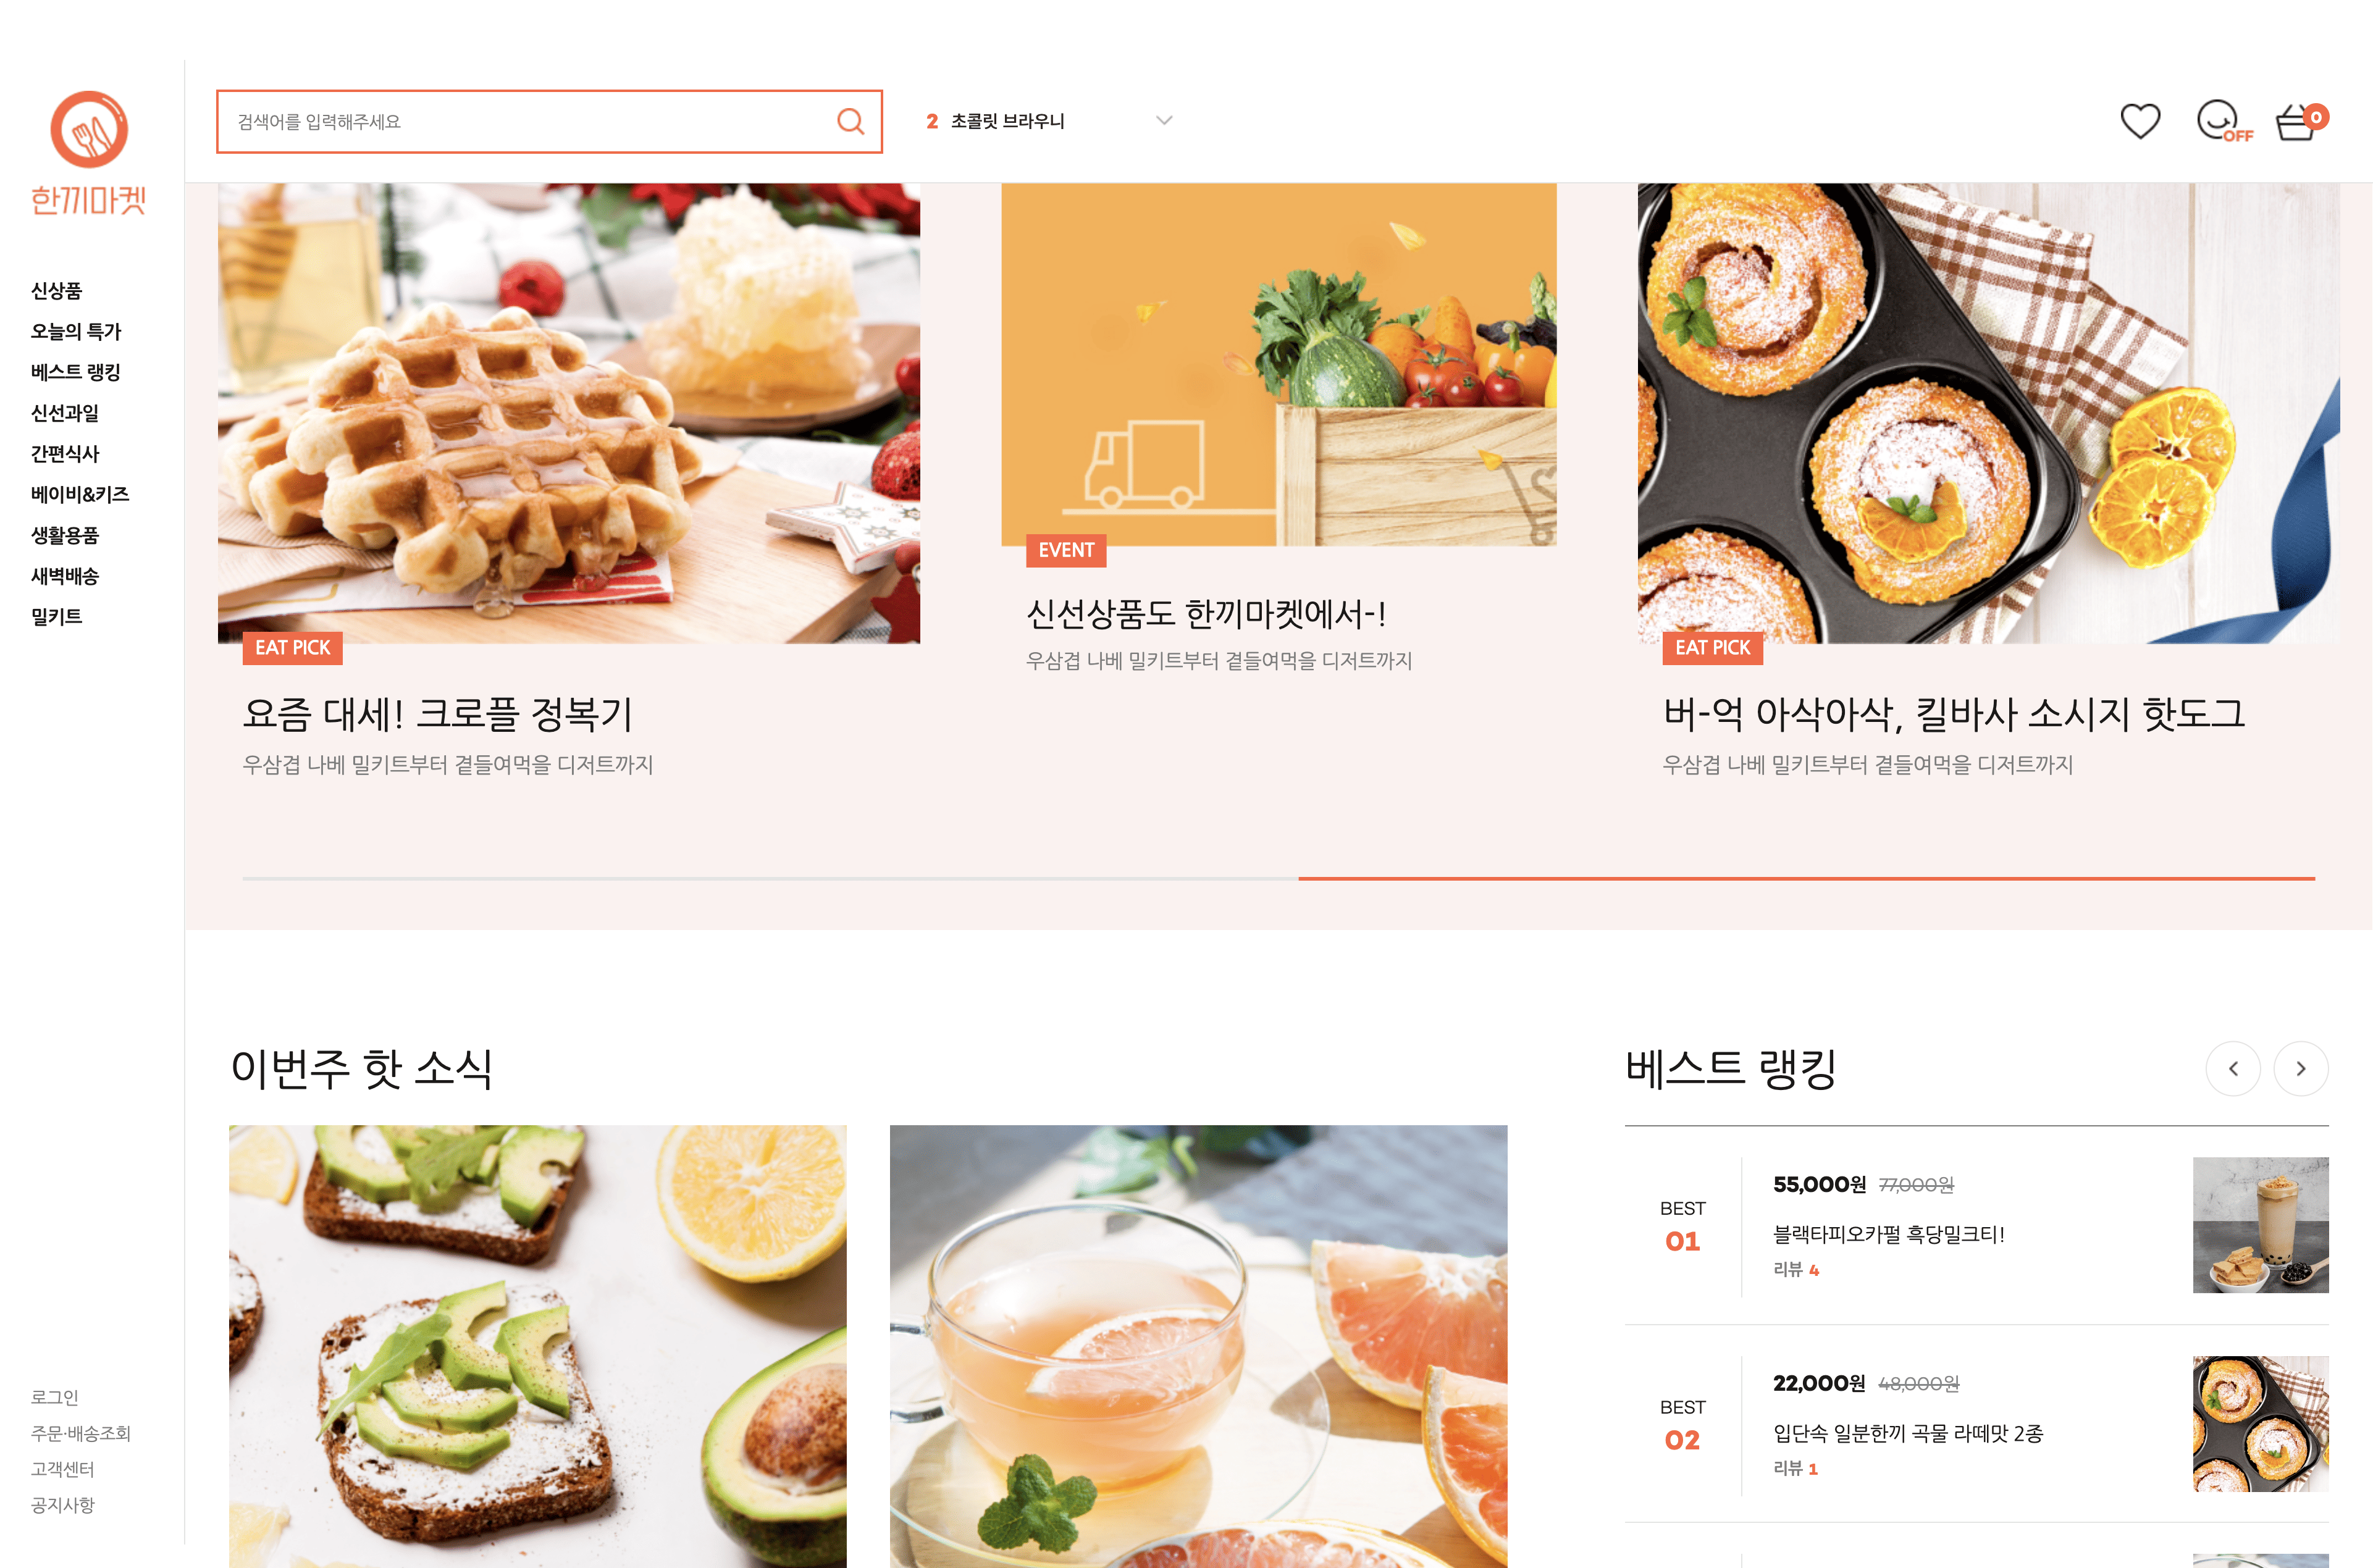 한끼마켓
신상품
오늘의 특가
베스트 랭킹
신선과일
간편식사
베이비&키즈
생활용품
새벽배송
밀키트
로그인
주문·배송조회
고객센터
공지사항
검색어를 입력해주세요
2 초콜릿 브라우니
OFF
0
EAT PICK
요즘 대세! 크로플 정복기
우삼겹 나베 밀키트부터 곁들여먹을 디저트까지
EVENT
신선상품도 한끼마켓에서-!
우삼겹 나베 밀키트부터 곁들여먹을 디저트까지
EAT PICK
버-억 아삭아삭, 킬바사 소시지 핫도그
우삼겹 나베 밀키트부터 곁들여먹을 디저트까지
이번주 핫 소식
베스트 랭킹
BEST
01
55,000원 77,000원
블랙타피오카펄 흑당밀크티!
리뷰 4
BEST
02
22,000원 48,000원
입단속 일분한끼 곡물 라떼맛 2종
리뷰 1